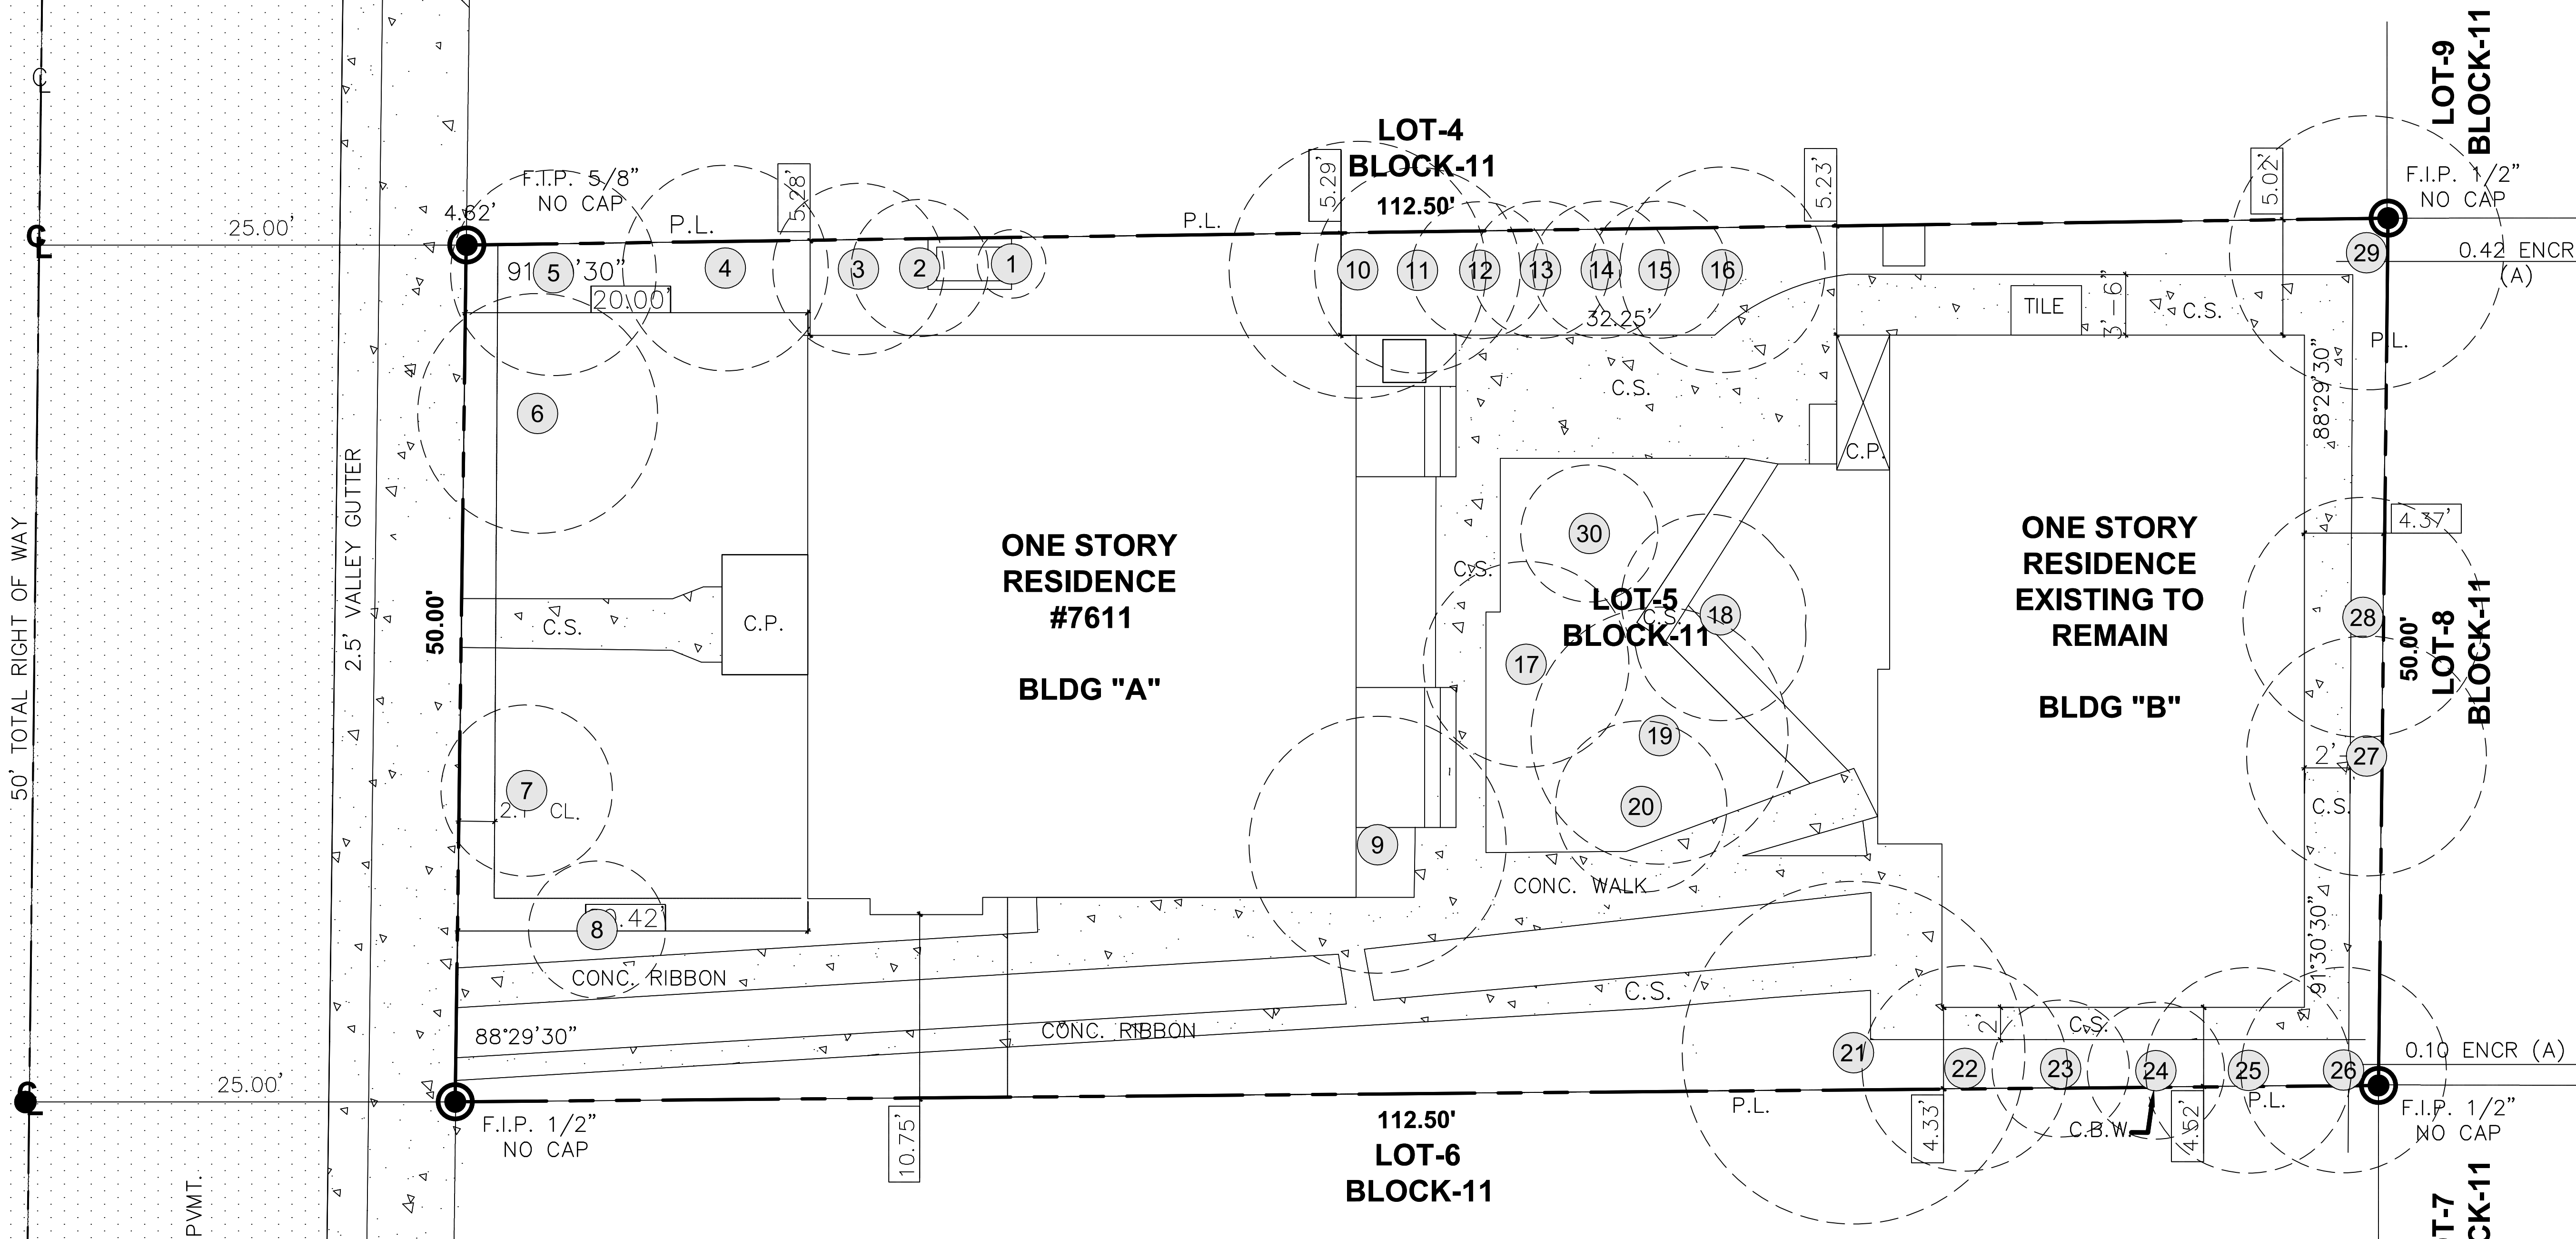 LOT-9
BLOCK-11
℄
LOT-4
BLOCK-11
112.50'
F.I.P. 5/8"
NO CAP
4.62'
P.L.
5.28'
P.L.
5.29'
5.23'
5.02'
F.I.P. 1/2"
NO CAP
℄
25.00'
0.42 ENCR
(A)
91
'30"
20.00'
5
4
3
2
1
10
11
12
13
14
15
16
29
32.25'
TILE
3'-6"
C.S.
P.L.
6
C.S.
C.P.
88°29'30"
50' TOTAL RIGHT OF WAY
2.5' VALLEY GUTTER
50.00'
C.S.
C.P.
ONE STORY
RESIDENCE
#7611
BLDG "A"
C.S.
30
LOT-5
C.S.
BLOCK-11
18
17
19
20
ONE STORY
RESIDENCE
EXISTING TO
REMAIN
BLDG "B"
4.37'
28
50.00'
LOT-8
BLOCK-11
2'
27
C.S.
7
CL.
9
8
.42'
CONC. WALK
CONC. RIBBON
C.S.
91°30'30"
88°29'30"
CONC. RIBBON
2'
C.S.
21
22
23
24
25
26
0.10 ENCR (A)
25.00'
℄
F.I.P. 1/2"
NO CAP
10.75'
112.50'
LOT-6
BLOCK-11
P.L.
4.33'
C.B.W.
4.52'
P.L.
F.I.P. 1/2"
NO CAP
PVMT.
OT-7
CK-11